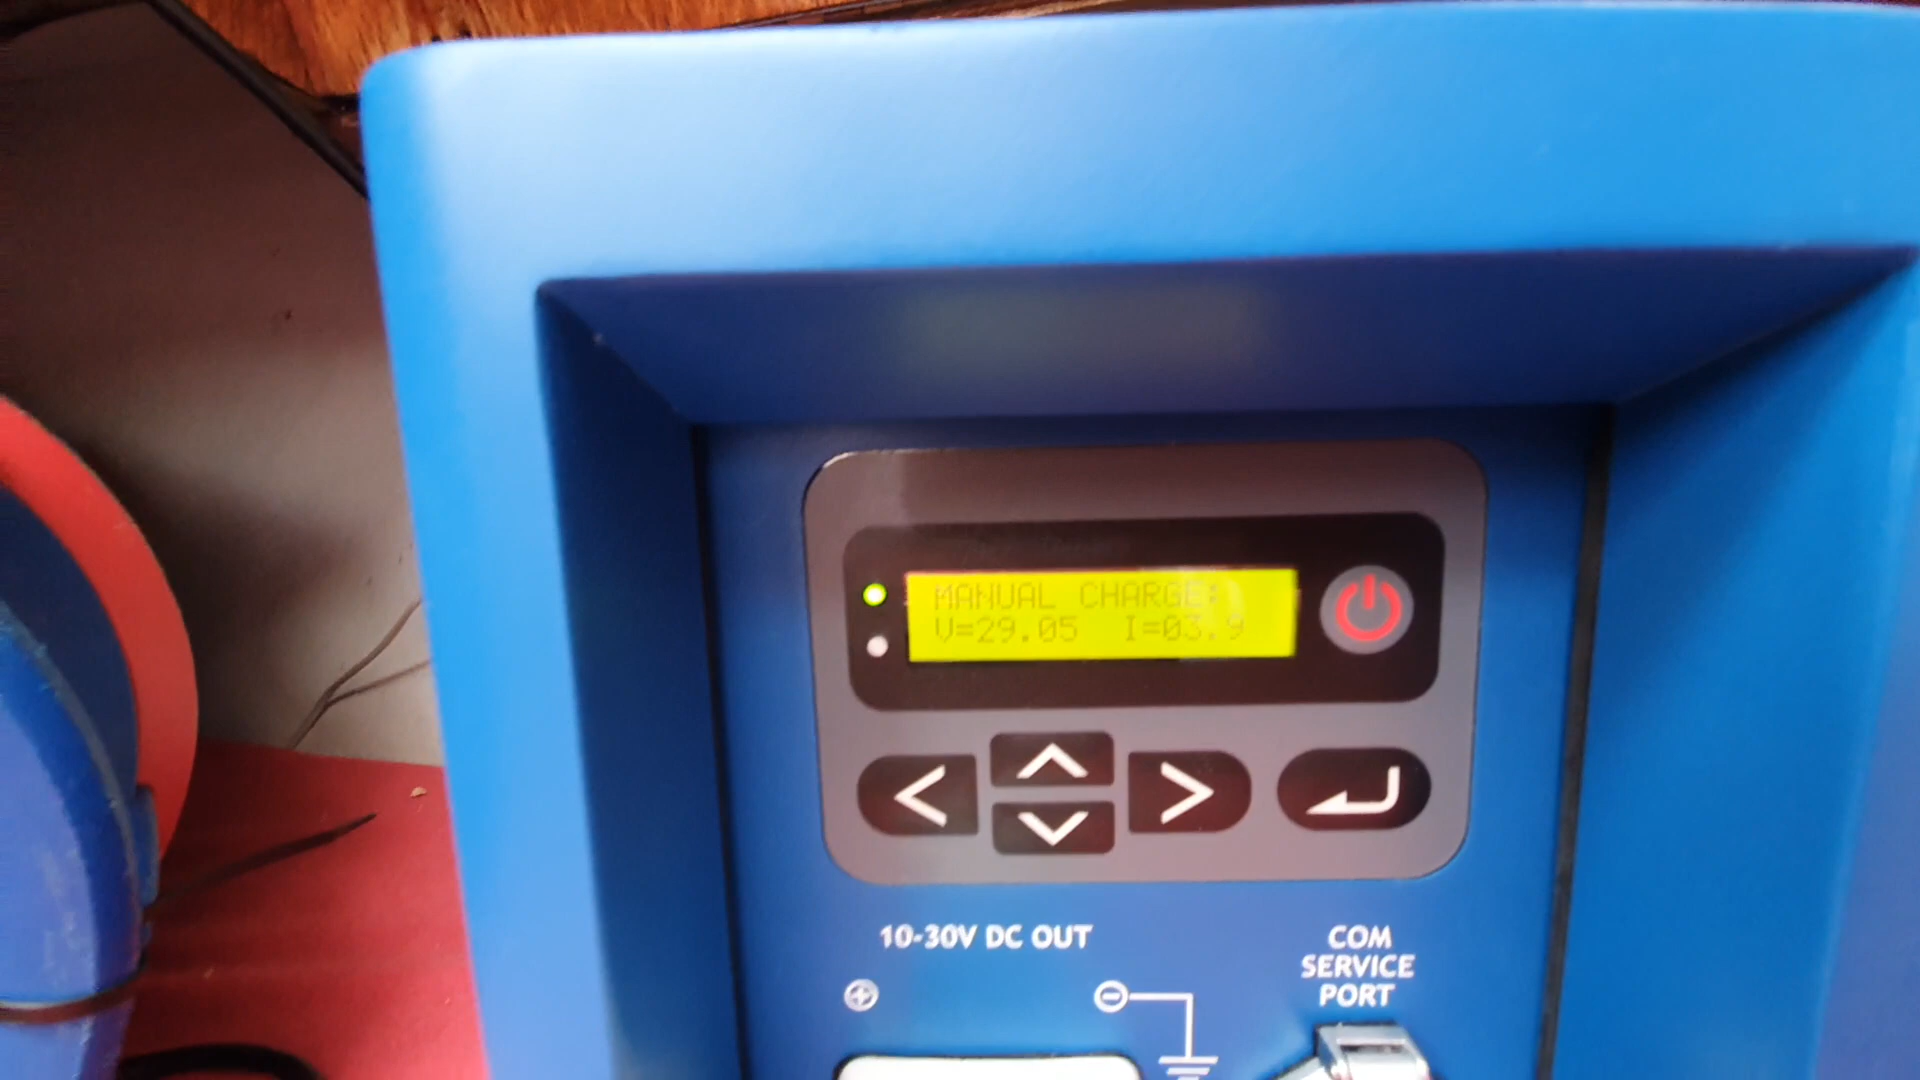 MANUAL CHARGE:
V=29.05 I=03.9
10-30V DC OUT
COM
SERVICE
PORT